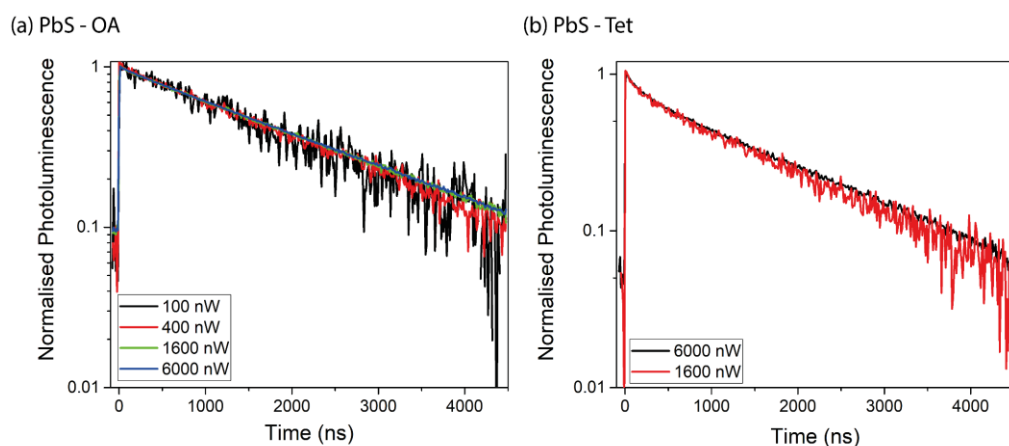 (a) PbS - OA
Normalised Photoluminescence
1
0.1
0.01
100 nW
400 nW
1600 nW
6000 nW
0 1000 2000 3000 4000
Time (ns)
(b) PbS - Tet
Normalised Photoluminescence
1
0.1
0.01
6000 nW
1600 nW
0 1000 2000 3000 4000
Time (ns)